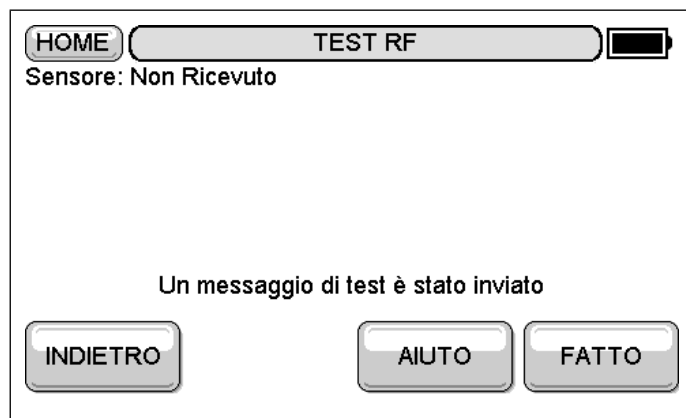 HOME TEST RF
Sensore: Non Ricevuto
Un messaggio di test è stato inviato
INDIETRO AIUTO FATTO